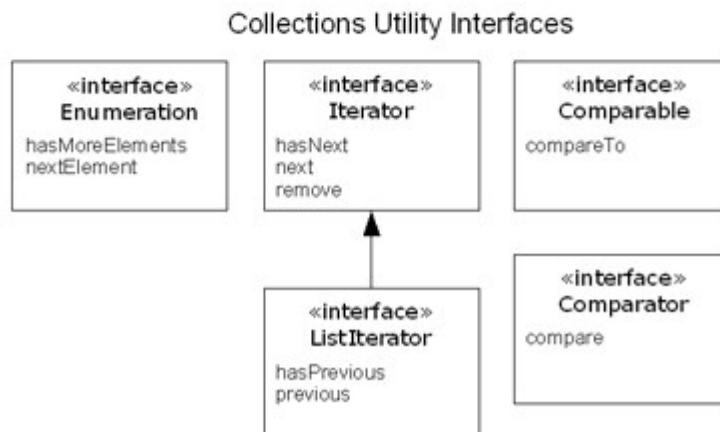 Collections Utility Interfaces
«interface»
Enumeration
hasMoreElements
nextElement
«interface»
Iterator
hasNext
next
remove
«interface»
Comparable
compareTo
«interface»
ListIterator
hasPrevious
previous
«interface»
Comparator
compare